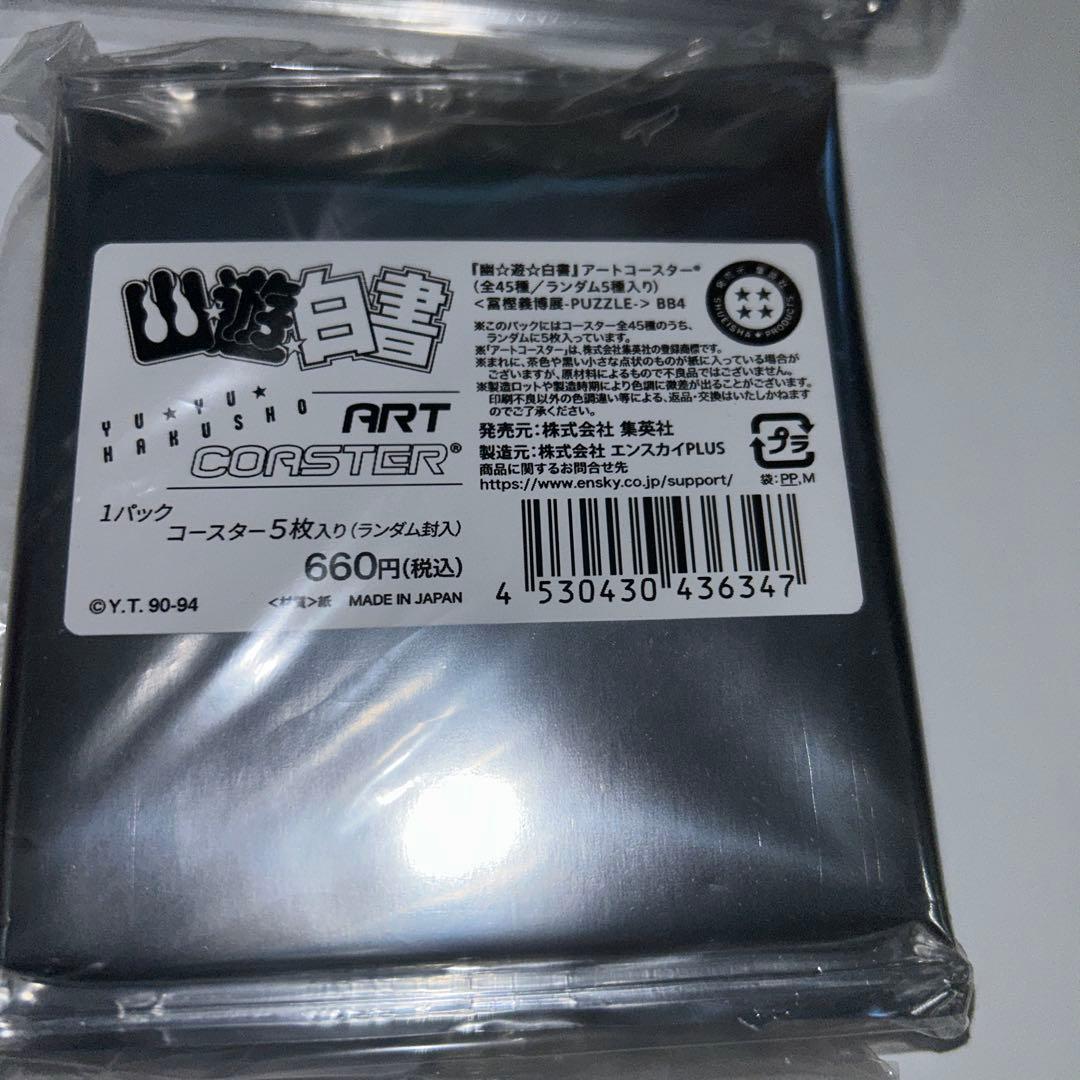 幽☆遊☆白書
YU★YU★
HAKUSHO
ART
COASTER®
1パック
コースター5枚入り(ランダム封入)
660円(税込)
©Y.T. 90-94
<材質>紙 MADE IN JAPAN
『幽☆遊☆白書』アートコースター®
(全45種/ランダム5種入り)
<冨樫義博展-PUZZLE-> BB4
※このパックにはコースター全45種のうち、
ランダムに5枚入っています。
※「アートコースター」は、株式会社集英社の登録商標です。
※まれに、茶色や黒い小さな点状のものが紙に入っている場合が
ございますが、原材料によるもので不良品ではございません。
※製造ロットや製造時期により色調に微差が出ることがございます。
印刷不良以外の色調違い等による、返品・交換はいたしかねます
のでご了承ください。
発売元:株式会社 集英社
製造元:株式会社 エンスカイPLUS
商品に関するお問合せ先
https://www.ensky.co.jp/support/
発売元 集英社
SHUEISHA★PRODUCTS
プラ
袋:PP,M
4 530430 436347